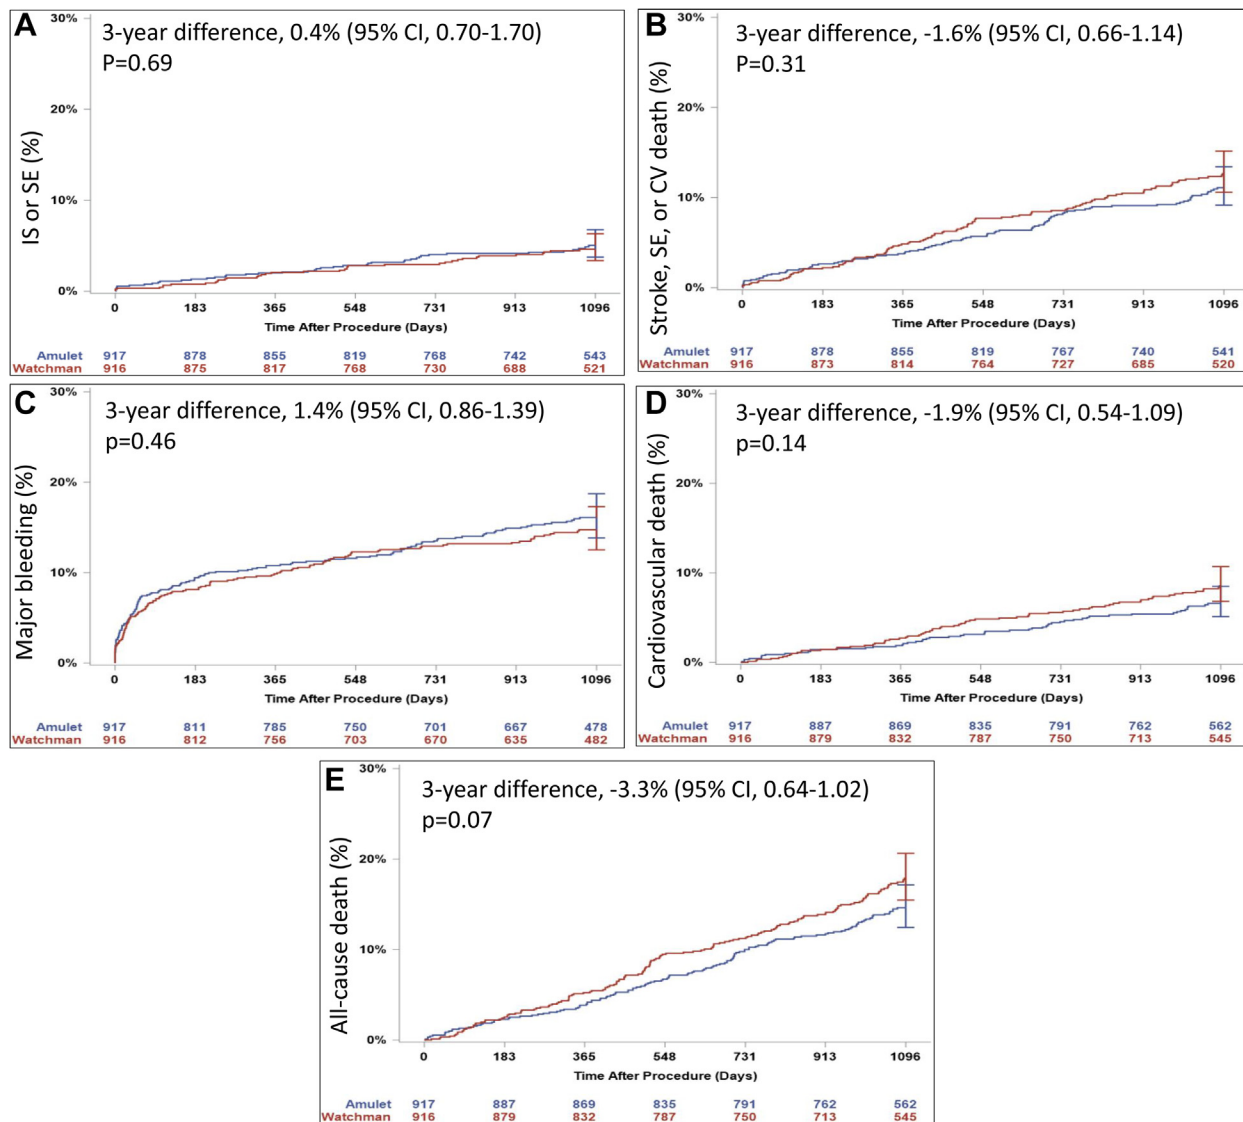 A
3-year difference, 0.4% (95% CI, 0.70-1.70)
P=0.69
IS or SE (%)
30%
20%
10%
0%
0 183 365 548 731 913 1096
Time After Procedure (Days)
Amulet 917 878 855 819 768 742 543
Watchman 916 875 817 768 730 688 521
B
3-year difference, -1.6% (95% CI, 0.66-1.14)
P=0.31
Stroke, SE, or CV death (%)
30%
20%
10%
0%
0 183 365 548 731 913 1096
Time After Procedure (Days)
Amulet 917 878 855 819 767 740 541
Watchman 916 873 814 764 727 685 520
C
3-year difference, 1.4% (95% CI, 0.86-1.39)
p=0.46
Major bleeding (%)
30%
20%
10%
0%
0 183 365 548 731 913 1096
Time After Procedure (Days)
Amulet 917 811 785 750 701 667 478
Watchman 916 812 756 703 670 635 482
D
3-year difference, -1.9% (95% CI, 0.54-1.09)
p=0.14
Cardiovascular death (%)
30%
20%
10%
0%
0 183 365 548 731 913 1096
Time After Procedure (Days)
Amulet 917 887 869 835 791 762 562
Watchman 916 879 832 787 750 713 545
E
3-year difference, -3.3% (95% CI, 0.64-1.02)
p=0.07
All-cause death (%)
30%
20%
10%
0%
0 183 365 548 731 913 1096
Time After Procedure (Days)
Amulet 917 887 869 835 791 762 562
Watchman 916 879 832 787 750 713 545